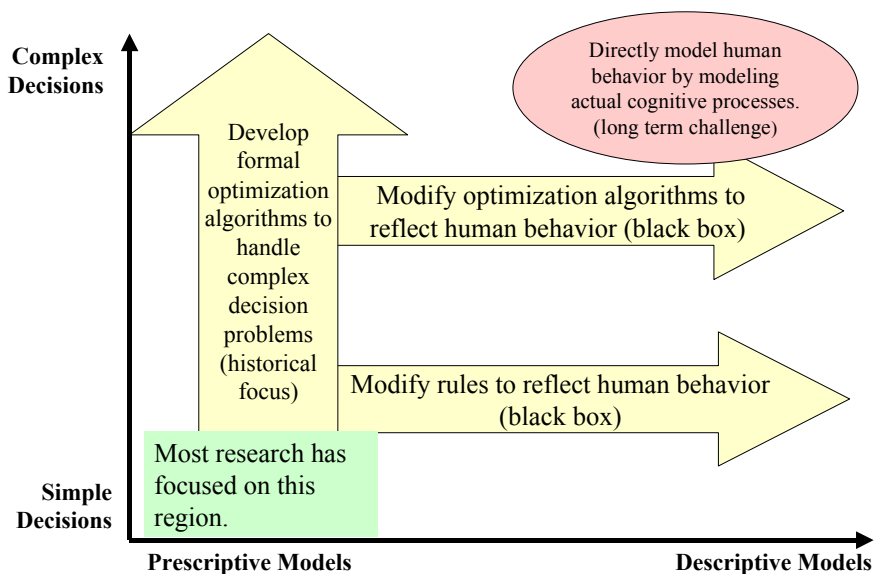 Complex
Decisions
Directly model human
behavior by modeling
actual cognitive processes.
(long term challenge)
Develop
formal
optimization
algorithms to
handle
complex
decision
problems
(historical
focus)
Modify optimization algorithms to
reflect human behavior (black box)
Modify rules to reflect human behavior
(black box)
Most research has
focused on this
region.
Simple
Decisions
Prescriptive Models
Descriptive Models